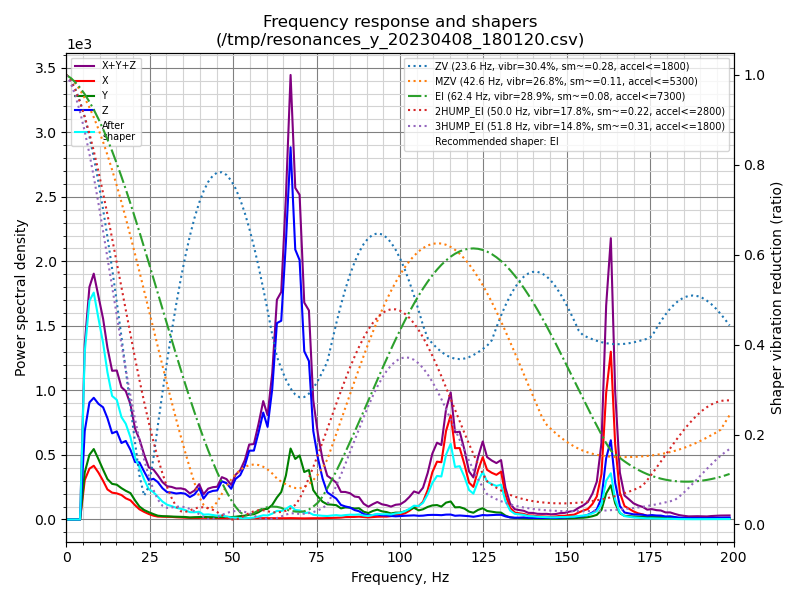 Frequency response and shapers
(/tmp/resonances_y_20230408_180120.csv)
1e3
X+Y+Z
X
Y
Z
After
shaper
ZV (23.6 Hz, vibr=30.4%, sm~=0.28, accel<=1800)
MZV (42.6 Hz, vibr=26.8%, sm~=0.11, accel<=5300)
EI (62.4 Hz, vibr=28.9%, sm~=0.08, accel<=7300)
2HUMP_EI (50.0 Hz, vibr=17.8%, sm~=0.22, accel<=2800)
3HUMP_EI (51.8 Hz, vibr=14.8%, sm~=0.31, accel<=1800)
Recommended shaper: EI
Power spectral density
3.5
3.0
2.5
2.0
1.5
1.0
0.5
0.0
1.0
0.8
0.6
0.4
0.2
0.0
Shaper vibration reduction (ratio)
0 25 50 75 100 125 150 175 200
Frequency, Hz